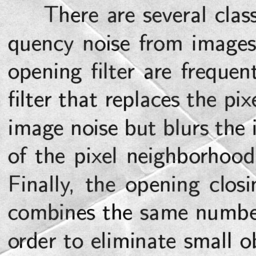 There are several class
quency noise from images
opening filter are frequent
filter that replaces the pixe
image noise but blurs the i
of the pixel neighborhood
Finally, the opening closi
combines the same numbe
order to eliminate small ob